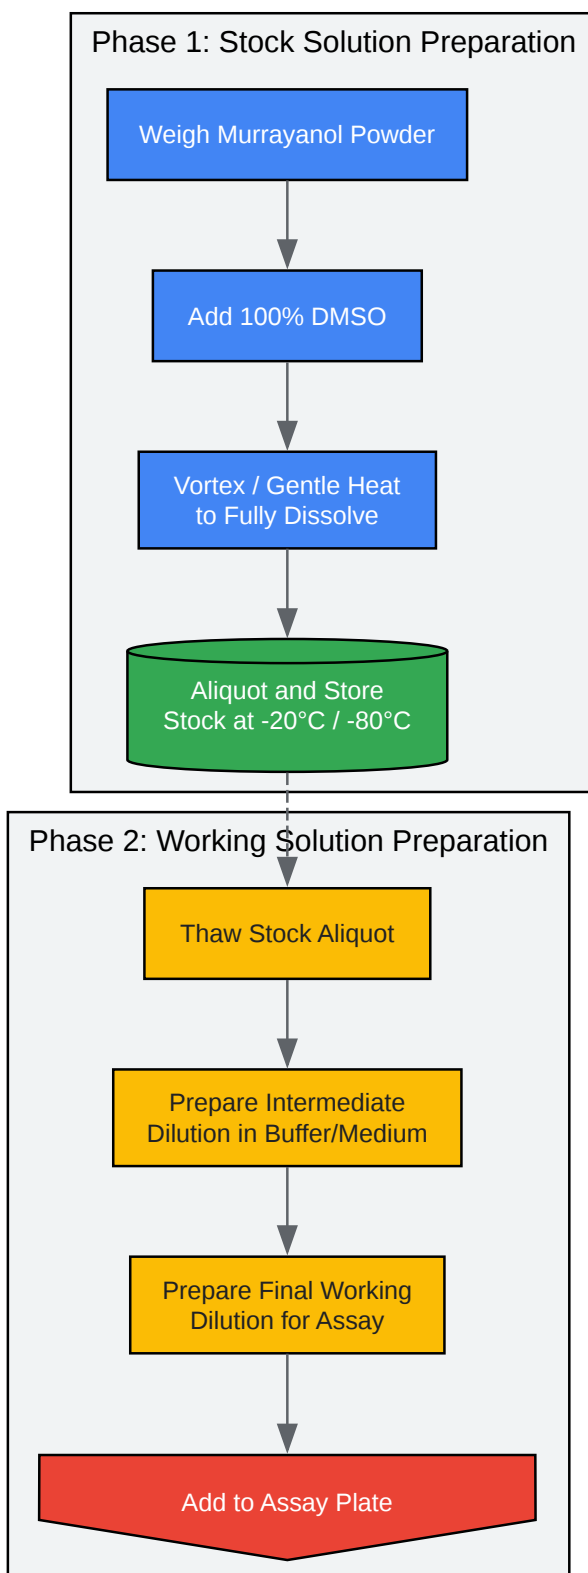 Phase 1: Stock Solution Preparation
Weigh Murrayanol Powder
Add 100% DMSO
Vortex / Gentle Heat
to Fully Dissolve
Aliquot and Store
Stock at -20°C / -80°C
Phase 2: Working Solution Preparation
Thaw Stock Aliquot
Prepare Intermediate
Dilution in Buffer/Medium
Prepare Final Working
Dilution for Assay
Add to Assay Plate